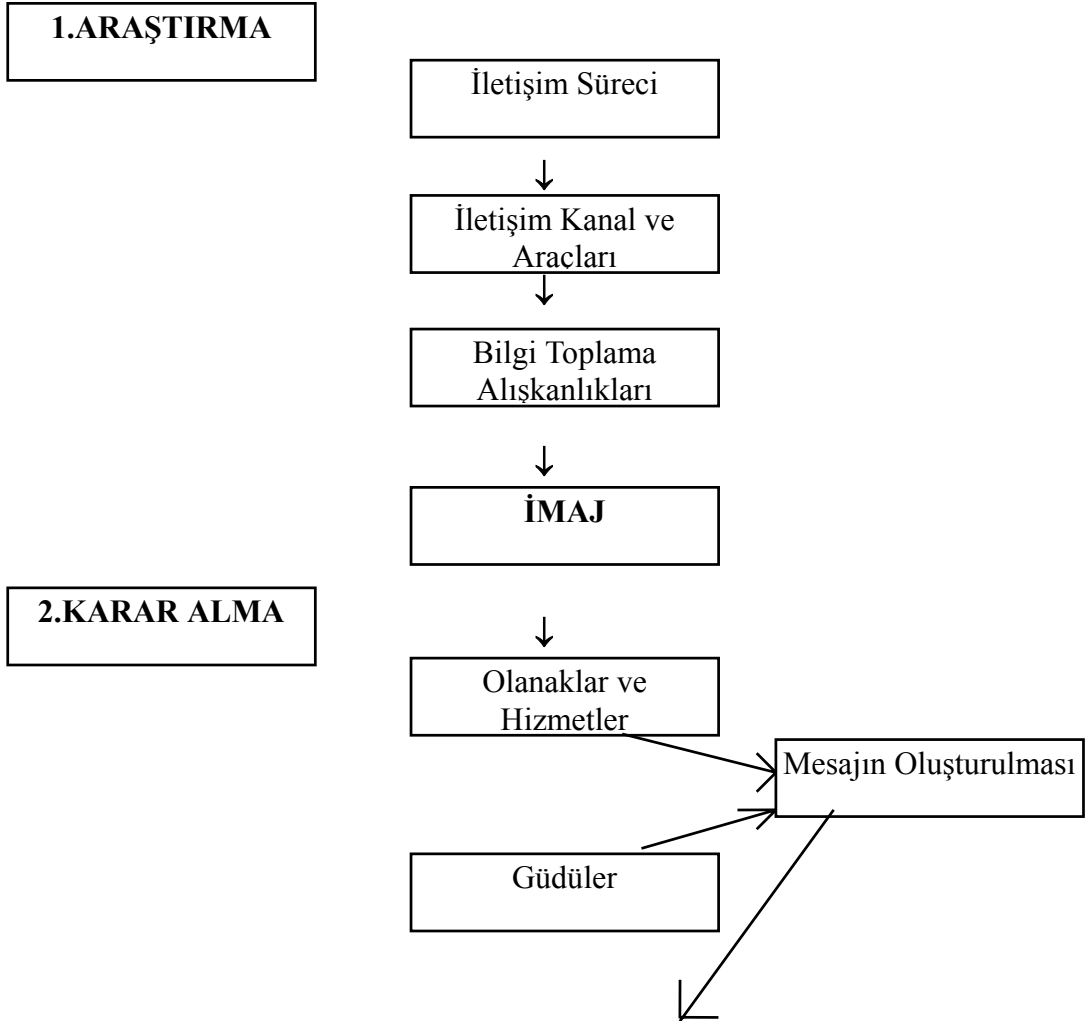 1.ARAŞTIRMA
İletişim Süreci
İletişim Kanal ve
Araçları
Bilgi Toplama
Alışkanlıkları
İMAJ
2.KARAR ALMA
Olanaklar ve
Hizmetler
Mesajın Oluşturulması
Güdüler